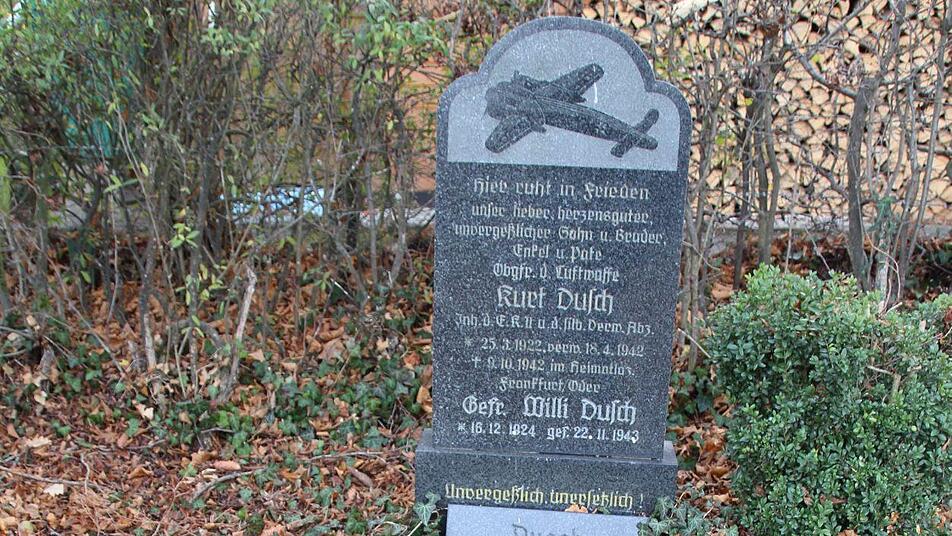 Hier ruht in Frieden
unser lieber, herzensguter,
unvergeßlicher Sohn u. Bruder,
Enkel u. Pate
Obgfr. d. Luftwaffe
Kurt Dusch
Inh. d. E. K. II u. d. silb. Verw. Abz.
* 25. 3. 1922, verw. 18. 4. 1942
† 9. 10. 1942 im Heimatlaz.
Frankfurt, Oder
Gefr. Willi Dusch
* 16. 12. 1924 gef. 22. 11. 1943
Unvergeßlich, unersetzlich!